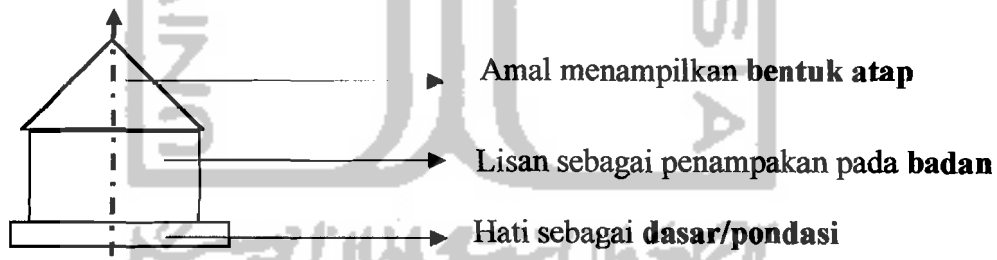 Amal menampilkan bentuk atap
Lisan sebagai penampakan pada badan
Hati sebagai dasar/pondasi